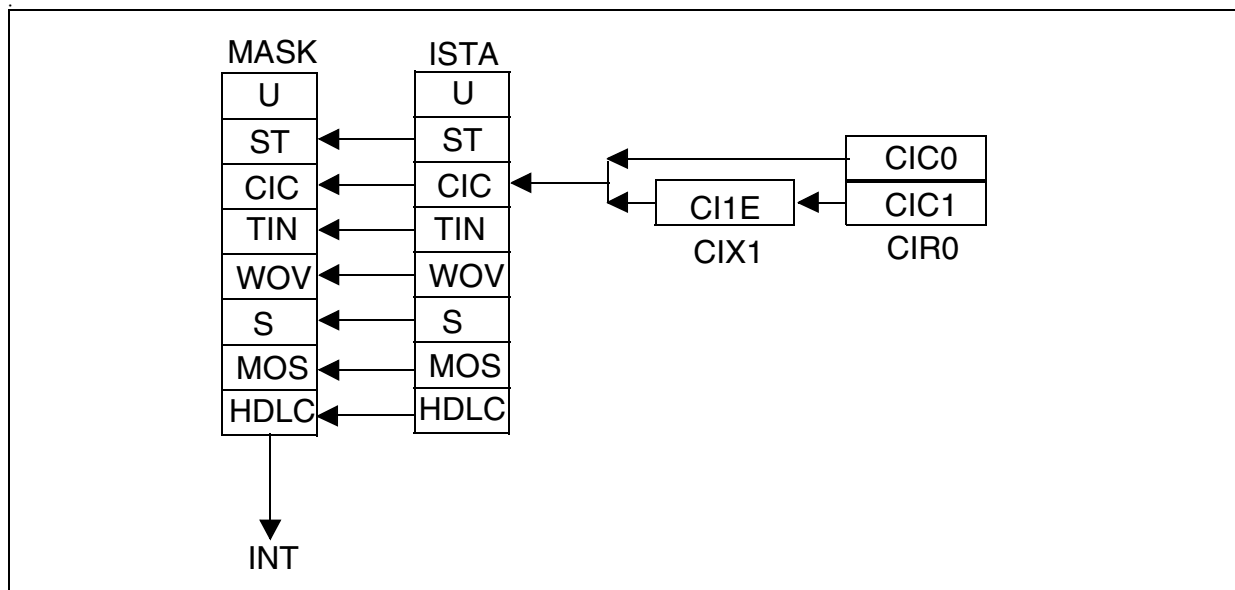 MASK ISTA
U U
ST ST
CIC CIC
TIN TIN
WOV WOV
S S
MOS MOS
HDLC HDLC
INT
CI1E
CIX1
CIC0
CIC1
CIR0